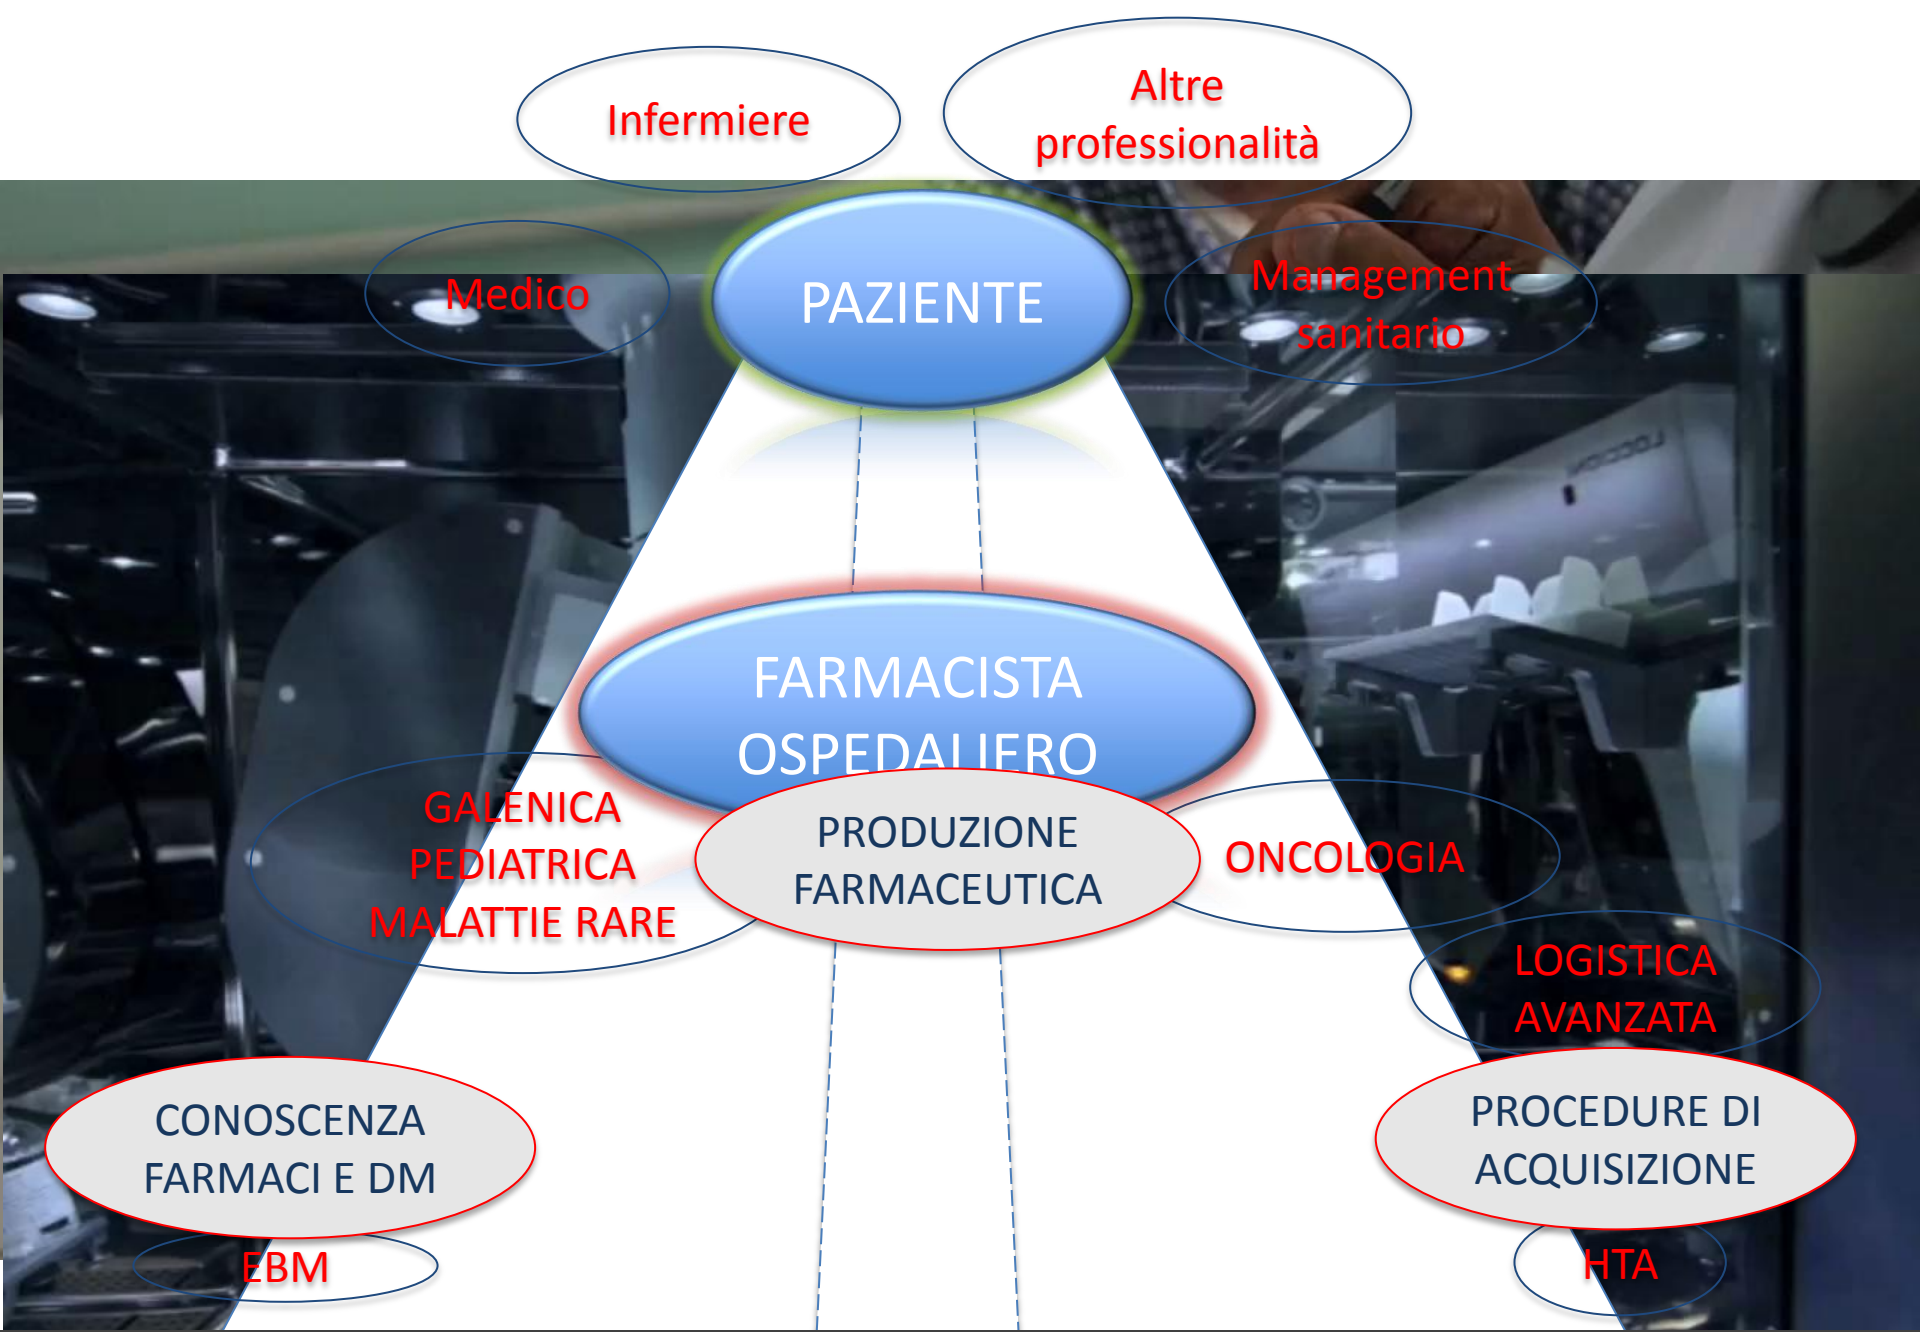 Infermiere
Altre
professionalità
Medico
PAZIENTE
Management
sanitario
LOCCIONI
FARMACISTA
OSPEDALIERO
GALENICA
PEDIATRICA
MALATTIE RARE
PRODUZIONE
FARMACEUTICA
ONCOLOGIA
LOGISTICA
AVANZATA
CONOSCENZA
FARMACI E DM
PROCEDURE DI
ACQUISIZIONE
EBM
HTA